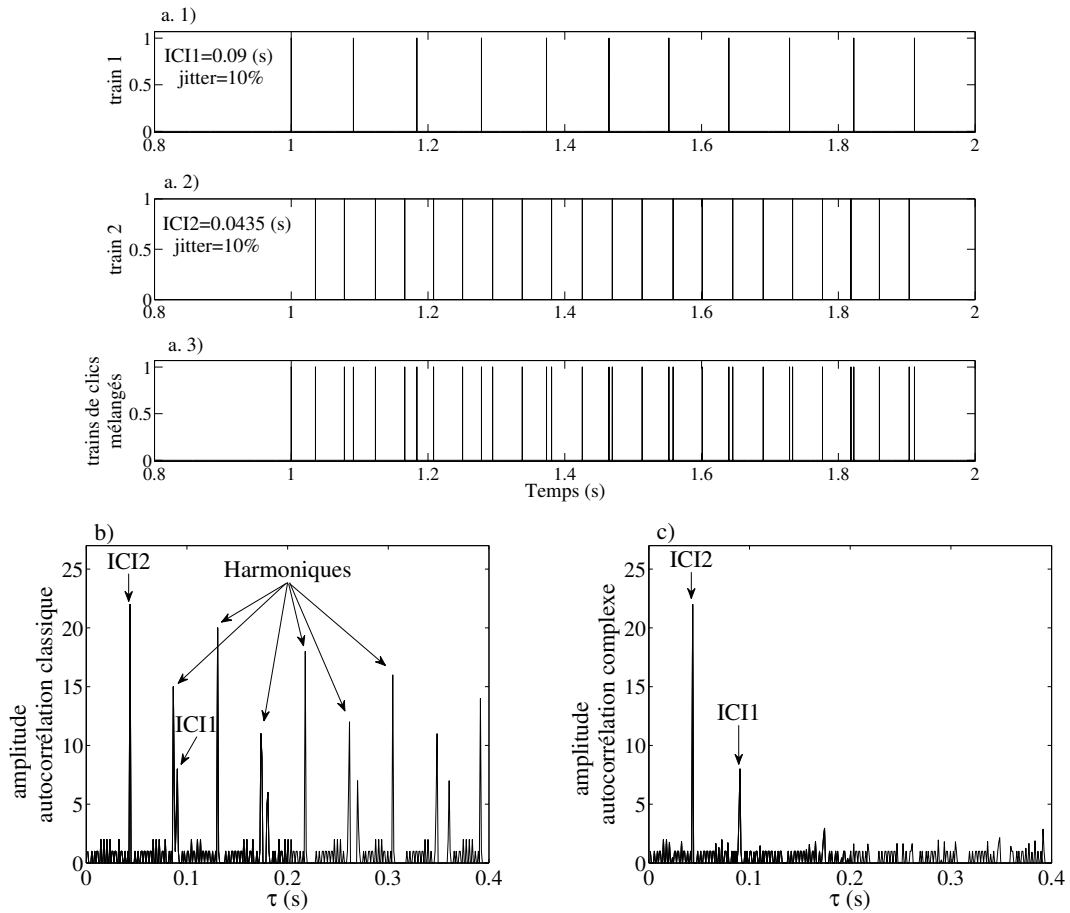 a. 1)
1
0.5
0
train 1
ICI1=0.09 (s)
jitter=10%
0.8
1
1.2
1.4
1.6
1.8
2
a. 2)
1
0.5
0
train 2
ICI2=0.0435 (s)
jitter=10%
0.8
1
1.2
1.4
1.6
1.8
2
a. 3)
1
0.5
0
trains de clics
mélangés
0.8
1
1.2
1.4
1.6
1.8
2
Temps (s)
b)
25
20
15
10
5
0
amplitude
autocorrélation classique
ICI2
Harmoniques
ICI1
0
0.1
0.2
0.3
0.4
τ (s)
c)
25
20
15
10
5
0
amplitude
autocorrélation complexe
ICI2
ICI1
0
0.1
0.2
0.3
0.4
τ (s)